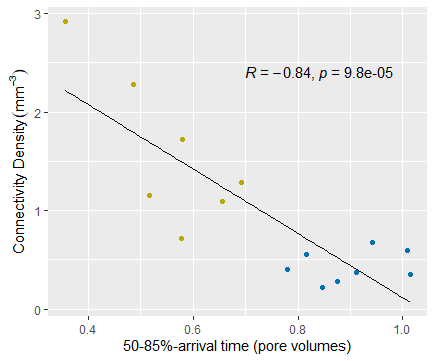 3
2
1
0
R = −0.84, p = 9.8e-05
Connectivity Density (mm⁻³)
0.4 0.6 0.8 1.0
50-85%-arrival time (pore volumes)